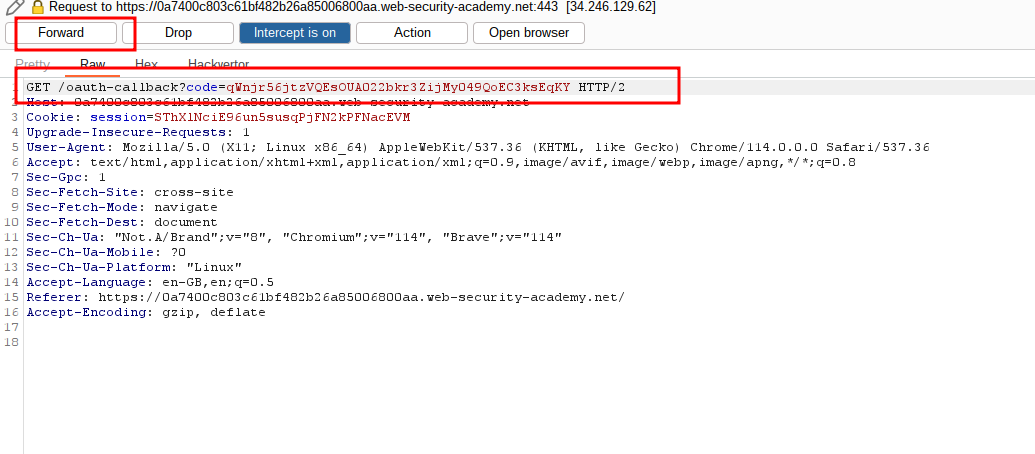 Request to https://0a7400c803c61bf482b26a85006800aa.web-security-academy.net:443 [34.246.129.62]
Forward Drop Intercept is on Action Open browser
Pretty Raw Hex Hackvertor
1 GET /oauth-callback?code=qWnjr56jtzVQEsOUAO22bkr3ZijMyO49QoEC3ksEqKY HTTP/2
2 Host: 0a7400c803c61bf482b26a85006800aa.web-security-academy.net
3 Cookie: session=SThXlNciE96un5susqPjFN2kPFNacEVM
4 Upgrade-Insecure-Requests: 1
5 User-Agent: Mozilla/5.0 (X11; Linux x86_64) AppleWebKit/537.36 (KHTML, like Gecko) Chrome/114.0.0.0 Safari/537.36
6 Accept: text/html,application/xhtml+xml,application/xml;q=0.9,image/avif,image/webp,image/apng,*/*;q=0.8
7 Sec-Gpc: 1
8 Sec-Fetch-Site: cross-site
9 Sec-Fetch-Mode: navigate
10 Sec-Fetch-Dest: document
11 Sec-Ch-Ua: "Not.A/Brand";v="8", "Chromium";v="114", "Brave";v="114"
12 Sec-Ch-Ua-Mobile: ?0
13 Sec-Ch-Ua-Platform: "Linux"
14 Accept-Language: en-GB,en;q=0.5
15 Referer: https://0a7400c803c61bf482b26a85006800aa.web-security-academy.net/
16 Accept-Encoding: gzip, deflate
17
18